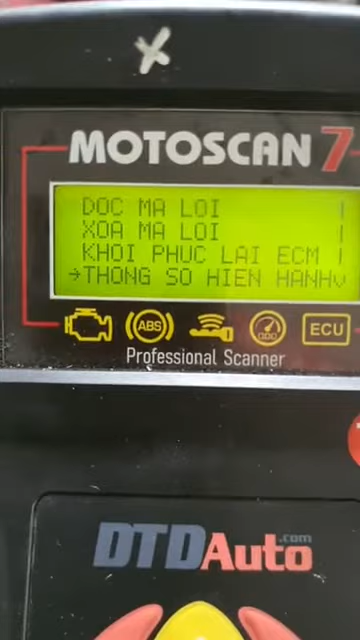 MOTOSCAN 7
DOC MA LOI
XOA MA LOI
KHOI PHUC LAI ECM
THONG SO HIEN HANH
ABS
ECU
Professional Scanner
DTDAuto.com